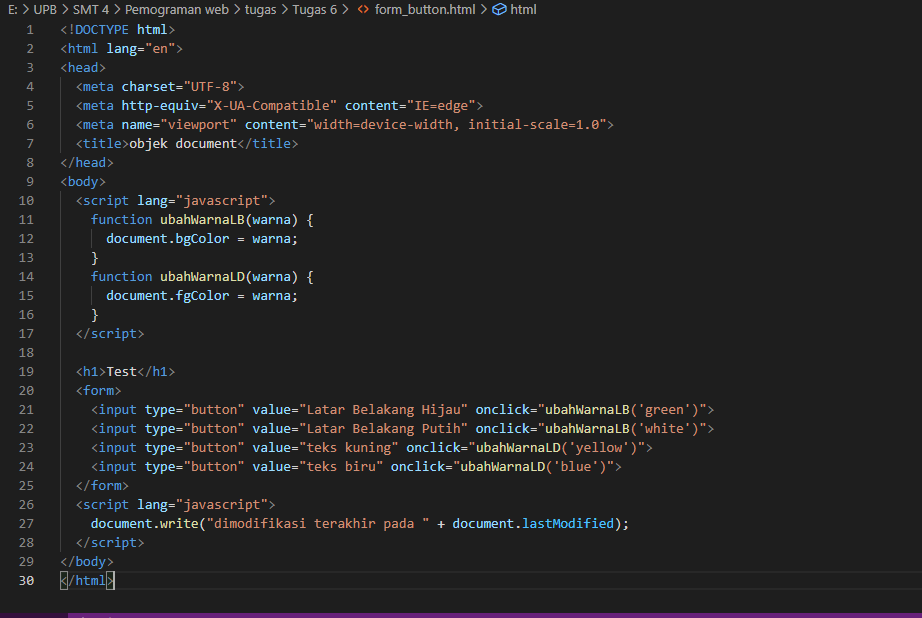 E: > UPB > SMT 4 > Pemograman web > tugas > Tugas 6 > <> form_button.html > html
1 <!DOCTYPE html>
2 <html lang="en">
3 <head>
4   <meta charset="UTF-8">
5   <meta http-equiv="X-UA-Compatible" content="IE=edge">
6   <meta name="viewport" content="width=device-width, initial-scale=1.0">
7   <title>objek document</title>
8 </head>
9 <body>
10   <script lang="javascript">
11     function ubahWarnaLB(warna) {
12       document.bgColor = warna;
13     }
14     function ubahWarnaLD(warna) {
15       document.fgColor = warna;
16     }
17   </script>
18
19   <h1>Test</h1>
20   <form>
21     <input type="button" value="Latar Belakang Hijau" onclick="ubahWarnaLB('green')">
22     <input type="button" value="Latar Belakang Putih" onclick="ubahWarnaLB('white')">
23     <input type="button" value="teks kuning" onclick="ubahWarnaLD('yellow')">
24     <input type="button" value="teks biru" onclick="ubahWarnaLD('blue')">
25   </form>
26   <script lang="javascript">
27     document.write("dimodifikasi terakhir pada " + document.lastModified);
28   </script>
29 </body>
30 </html>